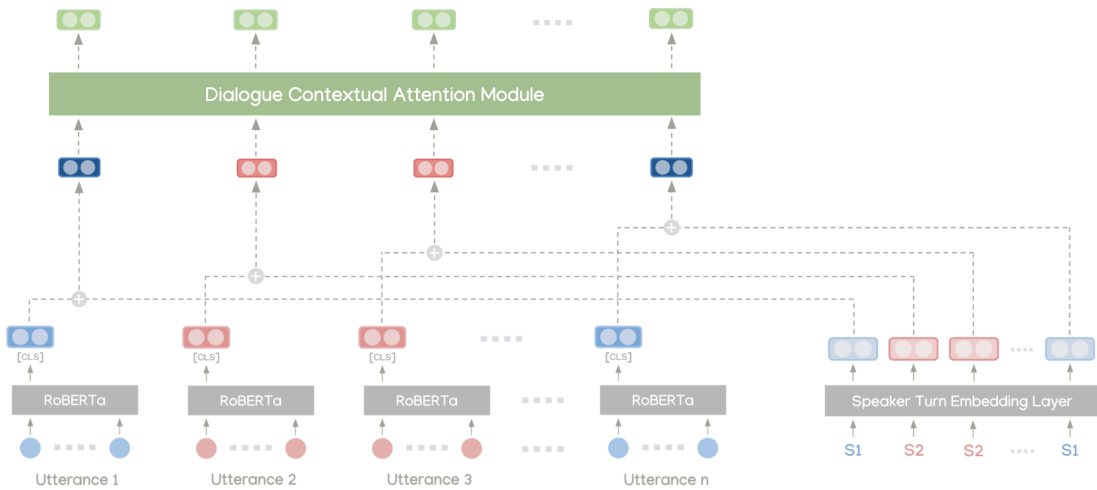 Dialogue Contextual Attention Module
[CLS] [CLS] [CLS] [CLS]
RoBERTa RoBERTa RoBERTa RoBERTa Speaker Turn Embedding Layer
S1 S2 S2 S1
Utterance 1 Utterance 2 Utterance 3 Utterance n